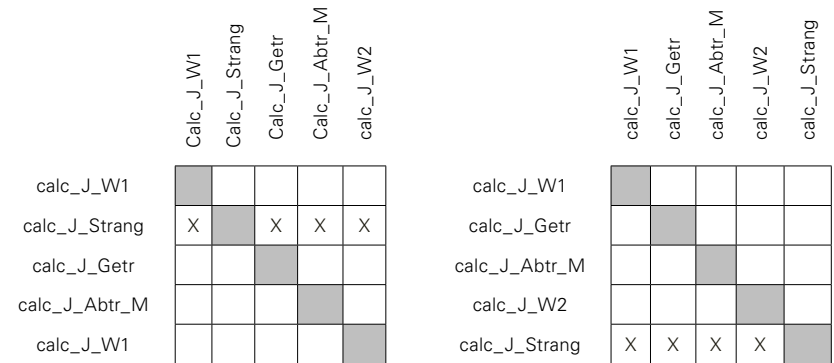 Calc_J_W1
Calc_J_Strang
Calc_J_Getr
Calc_J_Abtr_M
calc_J_W2
calc_J_W1
calc_J_Strang X X X X
calc_J_Getr
calc_J_Abtr_M
calc_J_W1
calc_J_W1
calc_J_Getr
calc_J_Abtr_M
calc_J_W2
calc_J_Strang
calc_J_W1
calc_J_Getr
calc_J_Abtr_M
calc_J_W2
calc_J_Strang X X X X